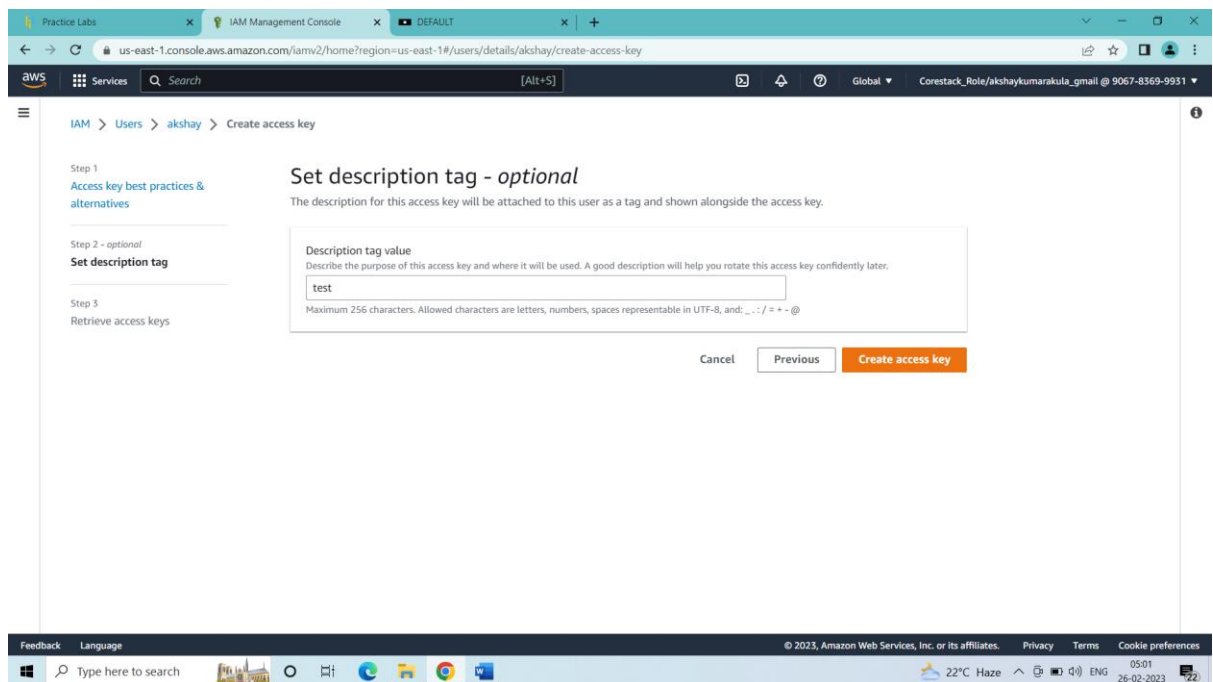 Practice Labs
IAM Management Console
DEFAULT
us-east-1.console.aws.amazon.com/iamv2/home?region=us-east-1#/users/details/akshay/create-access-key
aws
Services
Search
[Alt+S]
Global
Corestack_Role/akshaykumarakula_gmail @ 9067-8369-9931
IAM > Users > akshay > Create access key
Step 1
Access key best practices &
alternatives
Step 2 - optional
Set description tag
Step 3
Retrieve access keys
Set description tag - optional
The description for this access key will be attached to this user as a tag and shown alongside the access key.
Description tag value
Describe the purpose of this access key and where it will be used. A good description will help you rotate this access key confidently later.
test
Maximum 256 characters. Allowed characters are letters, numbers, spaces representable in UTF-8, and: _ . : / = + - @
Cancel
Previous
Create access key
Feedback
Language
© 2023, Amazon Web Services, Inc. or its affiliates.
Privacy
Terms
Cookie preferences
Type here to search
22°C Haze
ENG
05:01
26-02-2023
22